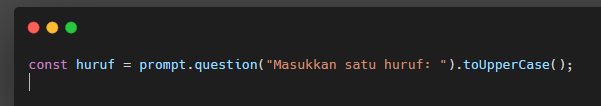 const huruf = prompt.question("Masukkan satu huruf: ").toUpperCase();